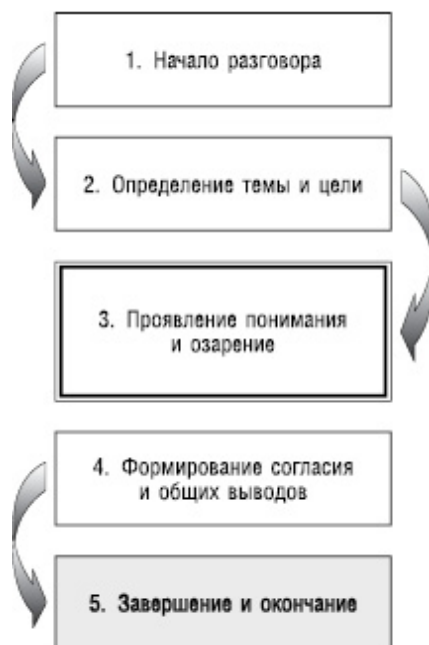 1. Начало разговора
2. Определение темы и цели
3. Проявление понимания
и озарение
4. Формирование согласия
и общих выводов
5. Завершение и окончание